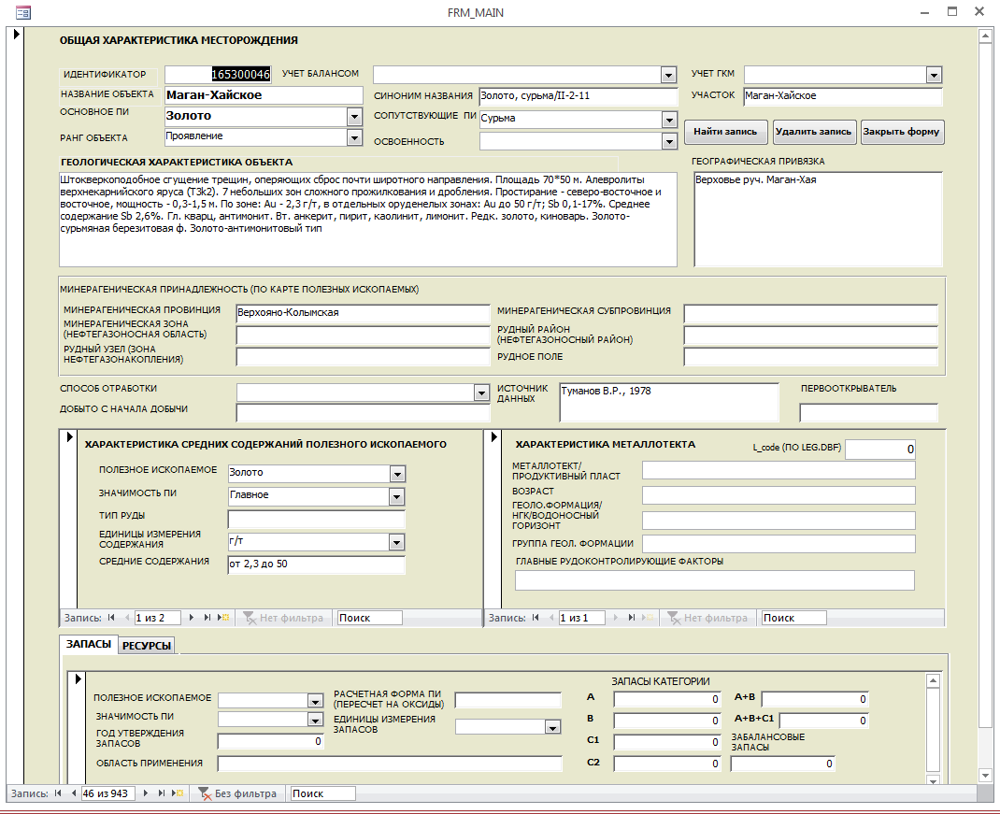 FRM_MAIN
ОБЩАЯ ХАРАКТЕРИСТИКА МЕСТОРОЖДЕНИЯ
ИДЕНТИФИКАТОР 165300046 УЧЕТ БАЛАНСОМ УЧЕТ ГКМ
НАЗВАНИЕ ОБЪЕКТА Маган-Хайское СИНОНИМ НАЗВАНИЯ Золото, сурьма/II-2-11 УЧАСТОК Маган-Хайское
ОСНОВНОЕ ПИ Золото СОПУТСТВУЮЩИЕ ПИ Сурьма
РАНГ ОБЪЕКТА Проявление ОСВОЕННОСТЬ Найти запись Удалить запись Закрыть форму
ГЕОЛОГИЧЕСКАЯ ХАРАКТЕРИСТИКА ОБЪЕКТА ГЕОГРАФИЧЕСКАЯ ПРИВЯЗКА
Штокверкоподобное сгущение трещин, оперяющих сброс почти широтного направления. Площадь 70*50 м. Алевролиты
верхнекарнийского яруса (T3k2). 7 небольших зон сложного прожилкования и дробления. Простирание - северо-восточное и
восточное, мощность - 0,3-1,5 м. По зоне: Au - 2,3 г/т, в отдельных оруденелых зонах: Au до 50 г/т; Sb 0,1-17%. Среднее
содержание Sb 2,6%. Гл. кварц, антимонит. Вт. анкерит, пирит, каолинит, лимонит. Редк. золото, киноварь. Золото-
сурьмяная березитовая ф. Золото-антимонитовый тип
Верховье руч. Маган-Хая
МИНЕРАГЕНИЧЕСКАЯ ПРИНАДЛЕЖНОСТЬ (ПО КАРТЕ ПОЛЕЗНЫХ ИСКОПАЕМЫХ)
МИНЕРАГЕНИЧЕСКАЯ ПРОВИНЦИЯ Верхояно-Колымская МИНЕРАГЕНИЧЕСКАЯ СУБПРОВИНЦИЯ
МИНЕРАГЕНИЧЕСКАЯ ЗОНА
(НЕФТЕГАЗОНОСНАЯ ОБЛАСТЬ)
РУДНЫЙ РАЙОН
(НЕФТЕГАЗОНОСНЫЙ РАЙОН)
РУДНЫЙ УЗЕЛ (ЗОНА
НЕФТЕГАЗОНАКОПЛЕНИЯ)
РУДНОЕ ПОЛЕ
СПОСОБ ОТРАБОТКИ
ДОБЫТО С НАЧАЛА ДОБЫЧИ
ИСТОЧНИК
ДАННЫХ
Туманов В.Р., 1978
ПЕРВООТКРЫВАТЕЛЬ
ХАРАКТЕРИСТИКА СРЕДНИХ СОДЕРЖАНИЙ ПОЛЕЗНОГО ИСКОПАЕМОГО
ПОЛЕЗНОЕ ИСКОПАЕМОЕ Золото
ЗНАЧИМОСТЬ ПИ Главное
ТИП РУДЫ
ЕДИНИЦЫ ИЗМЕРЕНИЯ
СОДЕРЖАНИЯ
г/т
СРЕДНИЕ СОДЕРЖАНИЯ от 2,3 до 50
Запись: 1 из 2 Нет фильтра Поиск
ХАРАКТЕРИСТИКА МЕТАЛЛОТЕКТА L_code (ПО LEG.DBF) 0
МЕТАЛЛОТЕКТ/
ПРОДУКТИВНЫЙ ПЛАСТ
ВОЗРАСТ
ГЕОЛО.ФОРМАЦИЯ/
НГК/ВОДОНОСНЫЙ
ГОРИЗОНТ
ГРУППА ГЕОЛ. ФОРМАЦИИ
ГЛАВНЫЕ РУДОКОНТРОЛИРУЮЩИЕ ФАКТОРЫ
Запись: 1 из 1 Нет фильтра Поиск
ЗАПАСЫ РЕСУРСЫ
ПОЛЕЗНОЕ ИСКОПАЕМОЕ
ЗНАЧИМОСТЬ ПИ
ГОД УТВЕРЖДЕНИЯ
ЗАПАСОВ
0
ОБЛАСТЬ ПРИМЕНЕНИЯ
РАСЧЕТНАЯ ФОРМА ПИ
(ПЕРЕСЧЕТ НА ОКСИДЫ)
ЕДИНИЦЫ ИЗМЕРЕНИЯ
ЗАПАСОВ
ЗАПАСЫ КАТЕГОРИИ
A 0 A+B 0
B 0 A+B+C1 0
C1 0 ЗАБАЛАНСОВЫЕ
ЗАПАСЫ
C2 0 0
Запись: 46 из 943 Без фильтра Поиск